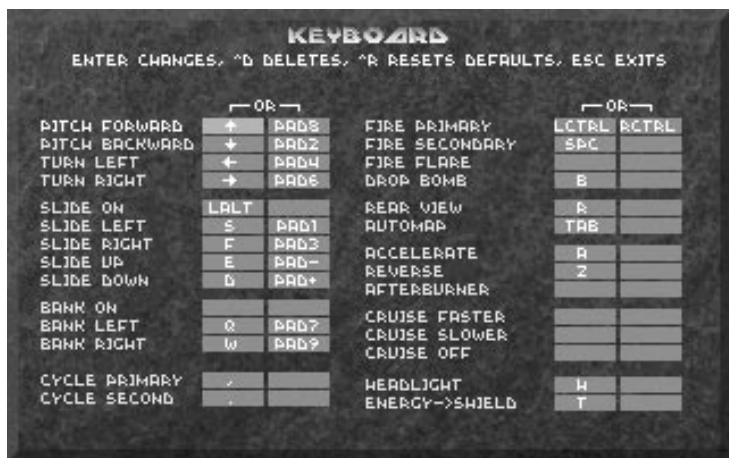 KEYBOARD
ENTER CHANGES, ^D DELETES, ^R RESETS DEFAULTS, ESC EXITS
OR
PITCH FORWARD ↑ PAD8
PITCH BACKWARD ↓ PAD2
TURN LEFT ← PAD4
TURN RIGHT → PAD6
SLIDE ON LALT
SLIDE LEFT S PAD1
SLIDE RIGHT F PAD3
SLIDE UP E PAD-
SLIDE DOWN D PAD+
BANK ON
BANK LEFT Q PAD7
BANK RIGHT W PAD9
CYCLE PRIMARY ,
CYCLE SECOND .
OR
FIRE PRIMARY LCTRL RCTRL
FIRE SECONDARY SPC
FIRE FLARE
DROP BOMB B
REAR VIEW R
AUTOMAP TAB
ACCELERATE A
REVERSE Z
AFTERBURNER
CRUISE FASTER
CRUISE SLOWER
CRUISE OFF
HEADLIGHT H
ENERGY->SHIELD T